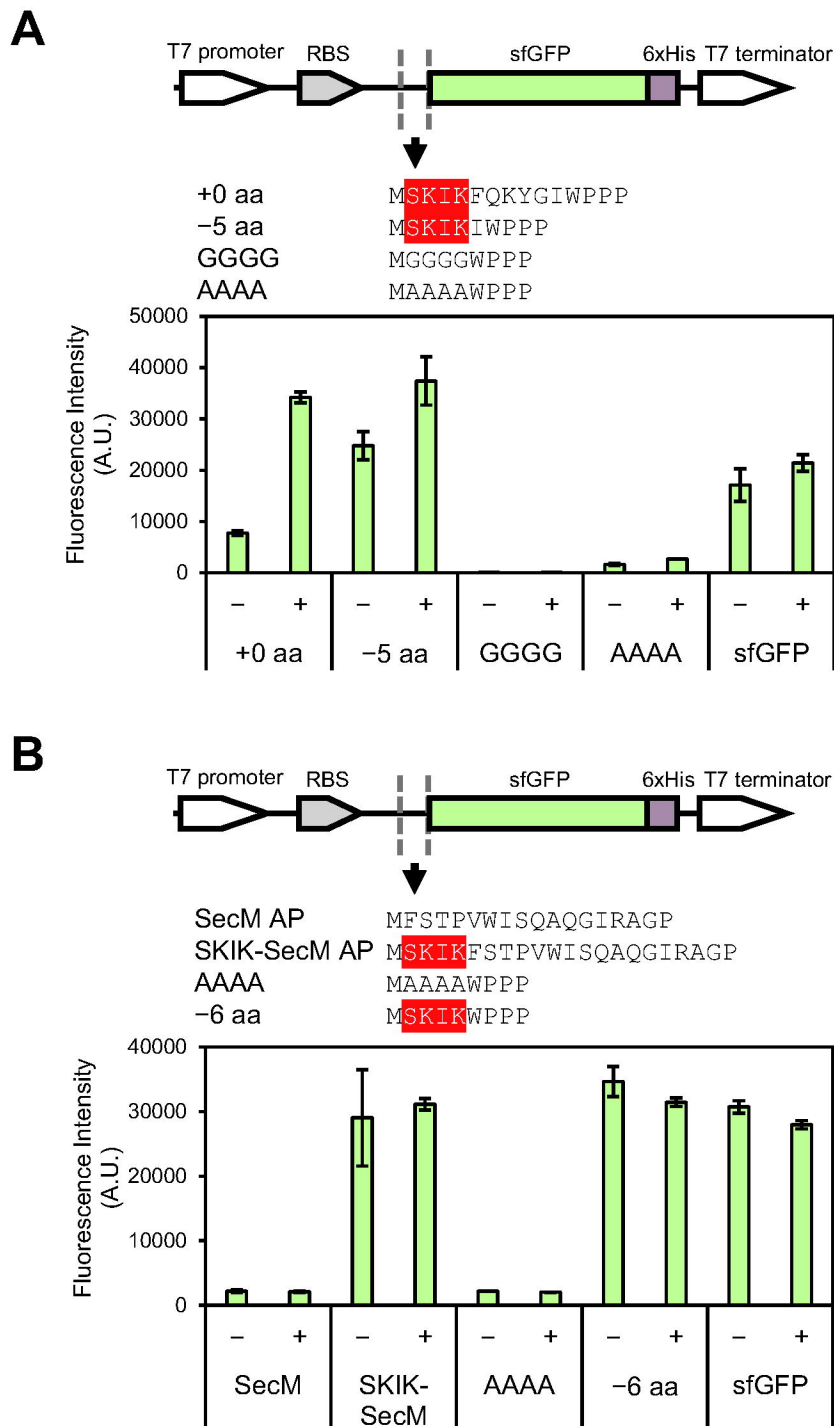 A
T7 promoter RBS sfGFP 6xHis T7 terminator
+0 aa MSKIKFQKYGIWPPP
−5 aa MSKIKIWPPP
GGGG MGGGGWPPP
AAAA MAAAAWPPP
Fluorescence Intensity
(A.U.)
50000
40000
30000
20000
10000
0
− + − + − + − + − +
+0 aa −5 aa GGGG AAAA sfGFP
B
T7 promoter RBS sfGFP 6xHis T7 terminator
SecM AP MFSTPVWISQAQGIRAGP
SKIK-SecM AP MSKIKFSTPVWISQAQGIRAGP
AAAA MAAAAWPPP
−6 aa MSKIKWPPP
Fluorescence Intensity
(A.U.)
40000
30000
20000
10000
0
− + − + − + − + − +
SecM SKIK- AAAA −6 aa sfGFP
SecM